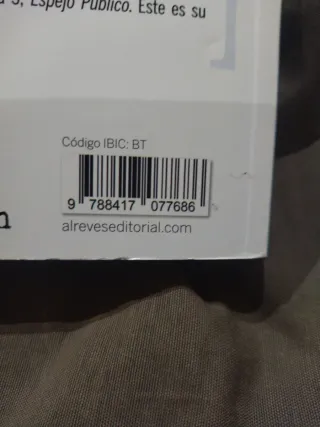 3, Espejo Público. Este es su
Código IBIC: BT
9 788417 077686
alreveseditorial.com